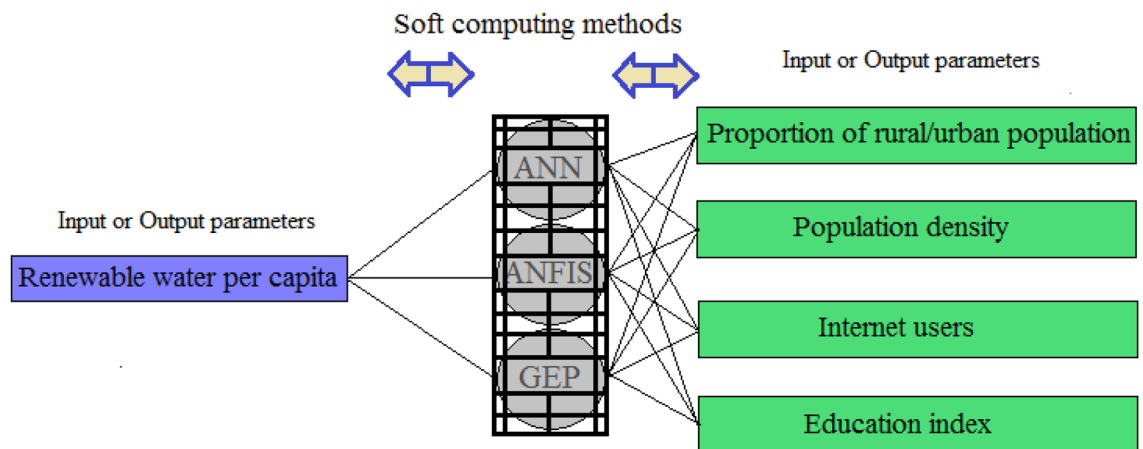 Soft computing methods
Input or Output parameters
Proportion of rural/urban population
ANN
Input or Output parameters
Population density
Renewable water per capita
ANFIS
Internet users
GEP
Education index